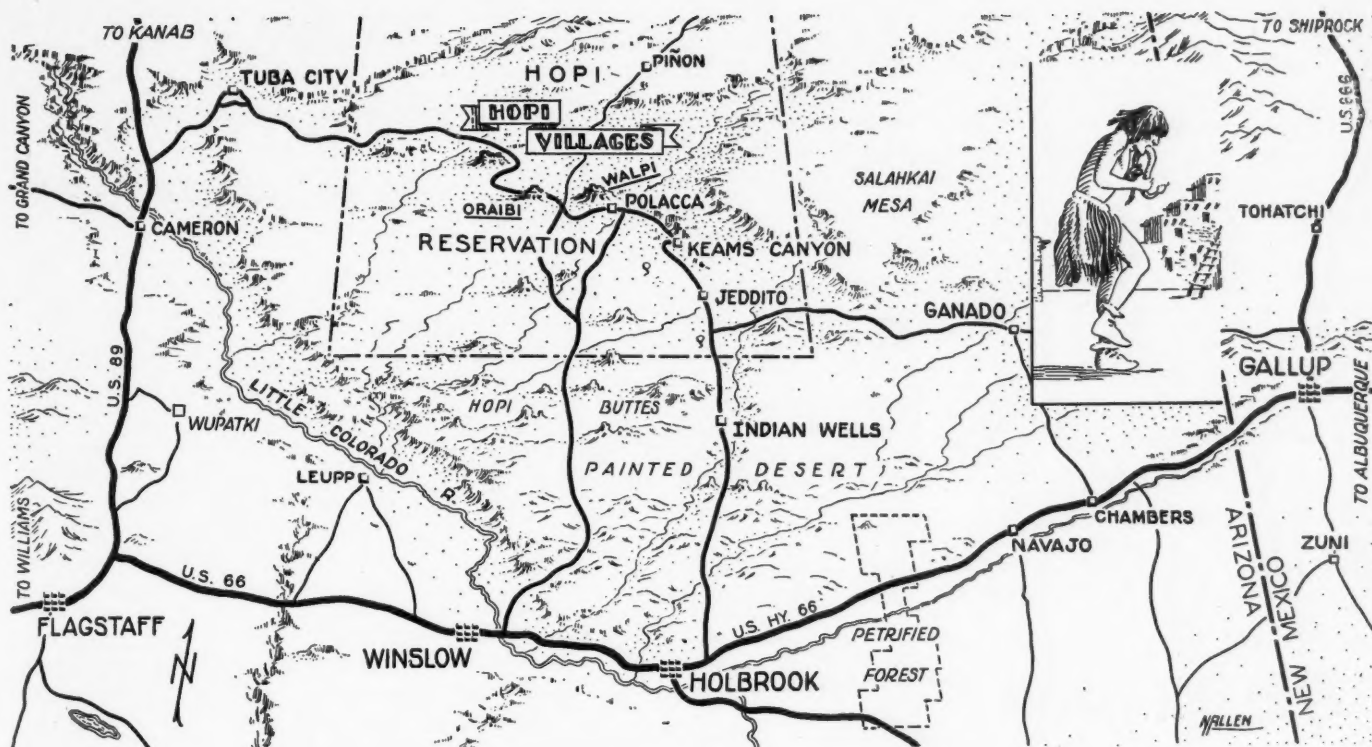 TO KANAB
TO SHIPROCK
PIÑON
HOPI
TUBA CITY
U.S. 666
HOPI
VILLAGES
TO GRAND CANYON
WALPI
SALAHKAI
MESA
ORAIBI
POLACCA
TOHATCHI
CAMERON
RESERVATION
KEAMS CANYON
JEDDITO
GANADO
U.S. 89
GALLUP
LITTLE COLORADO R.
HOPI BUTTES
WUPATKI
INDIAN WELLS
TO ALBUQUERQUE
PAINTED DESERT
LEUPP
CHAMBERS
TO WILLIAMS
NAVAJO
ARIZONA
NEW MEXICO
ZUNI
U.S. 66
U.S. HY. 66
FLAGSTAFF
PETRIFIED
FOREST
WINSLOW
N
HOLBROOK
NALLEN